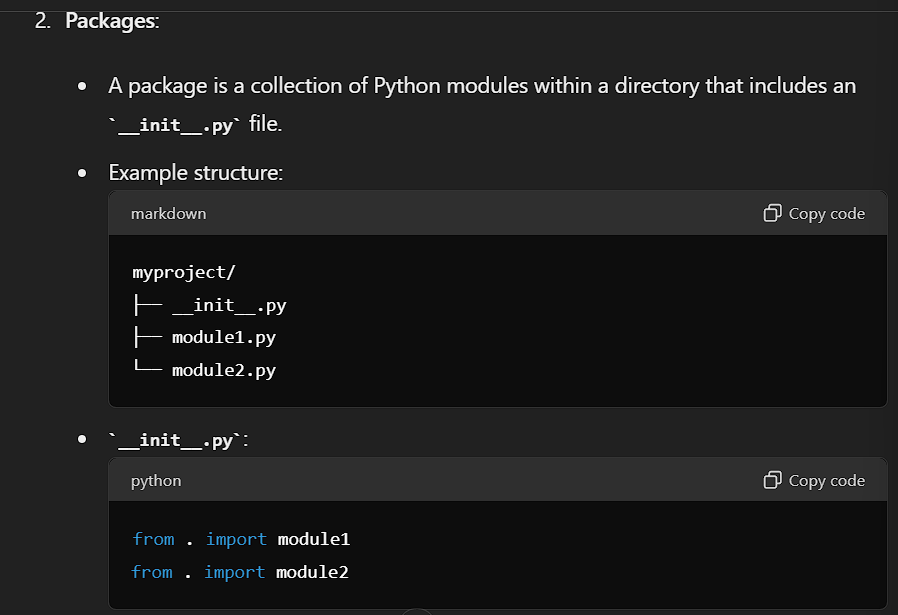 2. Packages:
• A package is a collection of Python modules within a directory that includes an
`__init__.py` file.
• Example structure:
markdown Copy code
myproject/
├── __init__.py
├── module1.py
└── module2.py
• `__init__.py`:
python Copy code
from . import module1
from . import module2